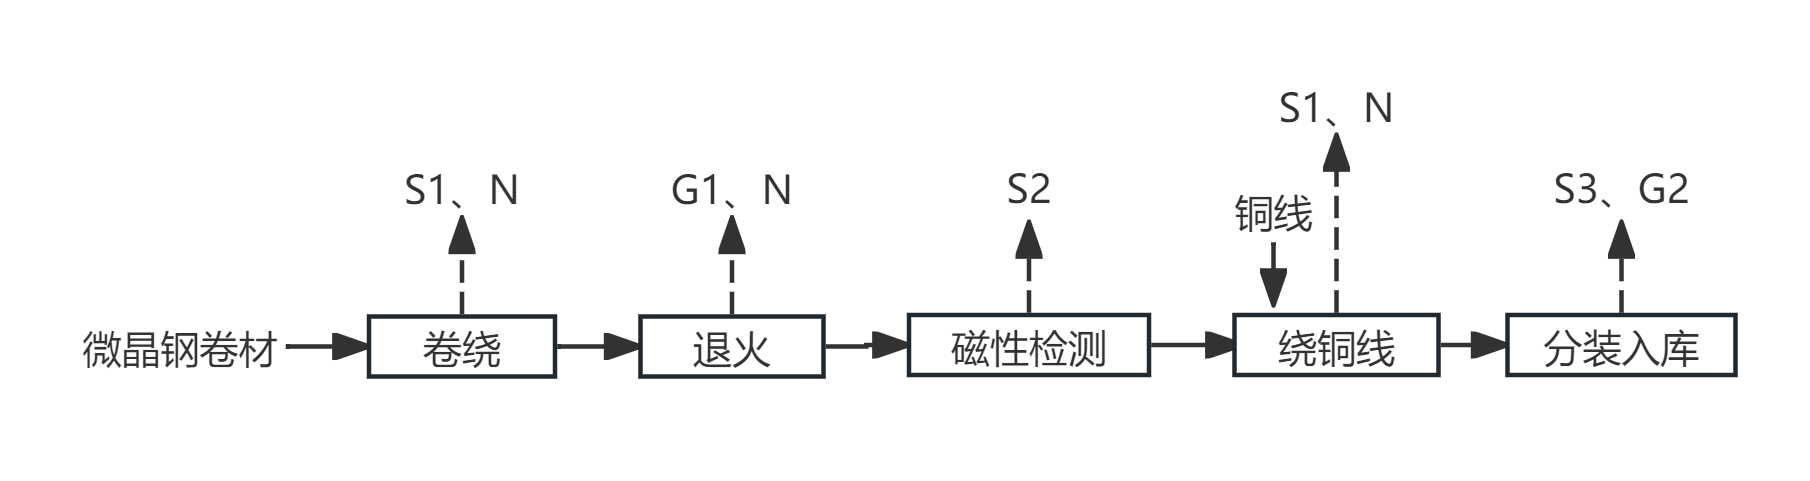 S1、N
S1、N
G1、N
S2
铜线
S3、G2
微晶钢卷材
卷绕
退火
磁性检测
绕铜线
分装入库